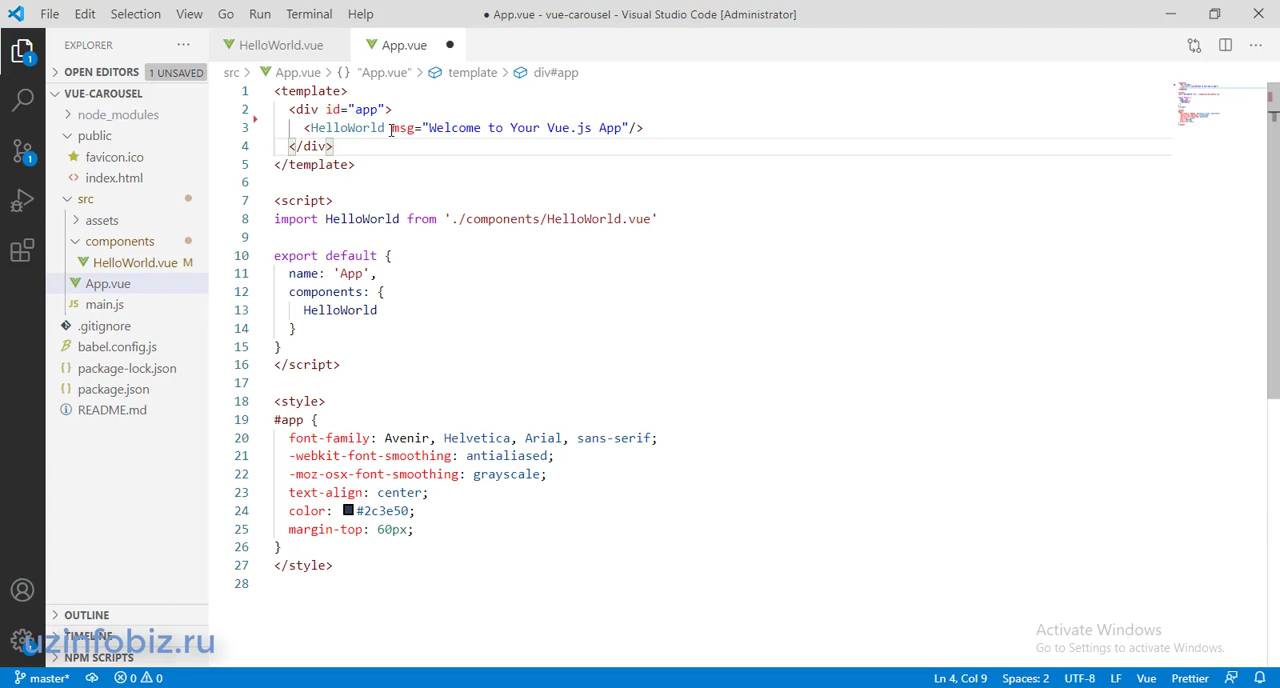 File Edit Selection View Go Run Terminal Help
● App.vue - vue-carousel - Visual Studio Code [Administrator]
EXPLORER
HelloWorld.vue
App.vue
OPEN EDITORS 1 UNSAVED
src > App.vue > {} "App.vue" > template > div#app
VUE-CAROUSEL
node_modules
public
favicon.ico
index.html
src
assets
components
HelloWorld.vue M
App.vue
JS main.js
.gitignore
babel.config.js
package-lock.json
package.json
README.md
OUTLINE
TIMELINE
NPM SCRIPTS
1 <template>
2 <div id="app">
3 <HelloWorld msg="Welcome to Your Vue.js App"/>
4 </div>
5 </template>
6
7 <script>
8 import HelloWorld from './components/HelloWorld.vue'
9
10 export default {
11 name: 'App',
12 components: {
13 HelloWorld
14 }
15 }
16 </script>
17
18 <style>
19 #app {
20 font-family: Avenir, Helvetica, Arial, sans-serif;
21 -webkit-font-smoothing: antialiased;
22 -moz-osx-font-smoothing: grayscale;
23 text-align: center;
24 color: #2c3e50;
25 margin-top: 60px;
26 }
27 </style>
28
1
1
uzinfobiz.ru
Activate Windows
Go to Settings to activate Windows.
master* 0 0 Ln 4, Col 9 Spaces: 2 UTF-8 LF Vue Prettier